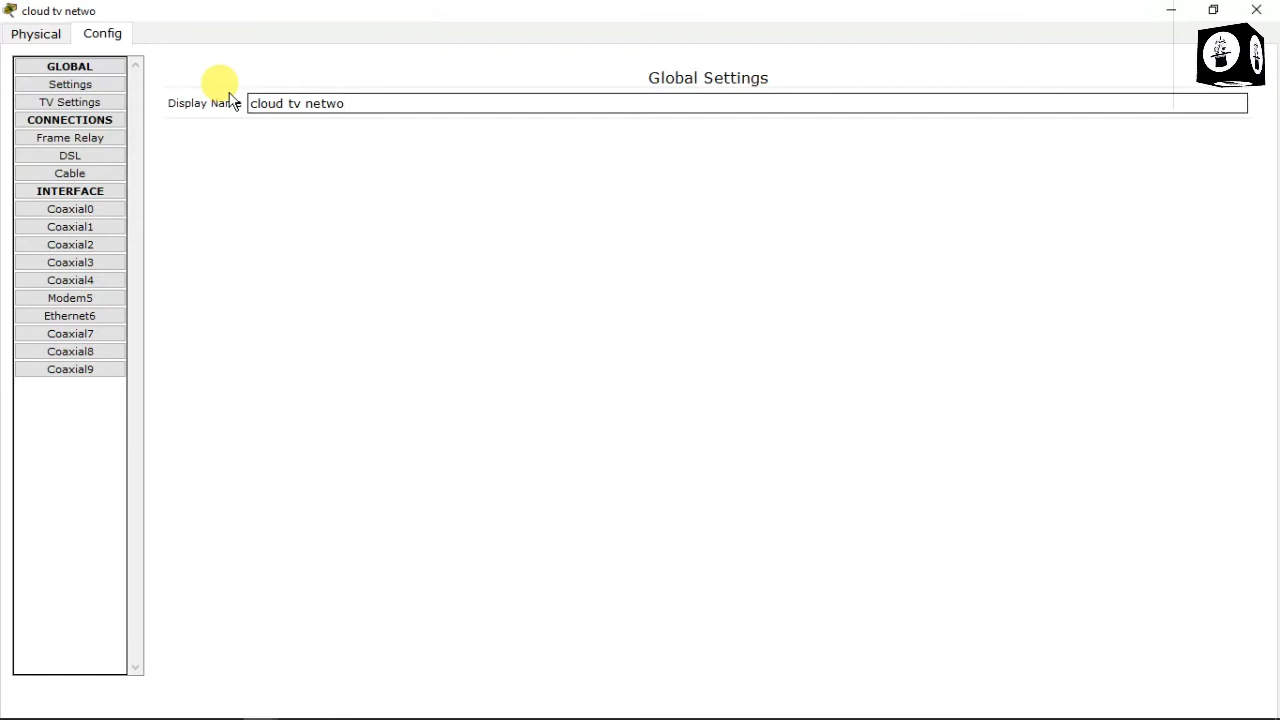 cloud tv netwo
Physical
Config
GLOBAL
Settings
TV Settings
CONNECTIONS
Frame Relay
DSL
Cable
INTERFACE
Coaxial0
Coaxial1
Coaxial2
Coaxial3
Coaxial4
Modem5
Ethernet6
Coaxial7
Coaxial8
Coaxial9
Global Settings
Display Name cloud tv netwo